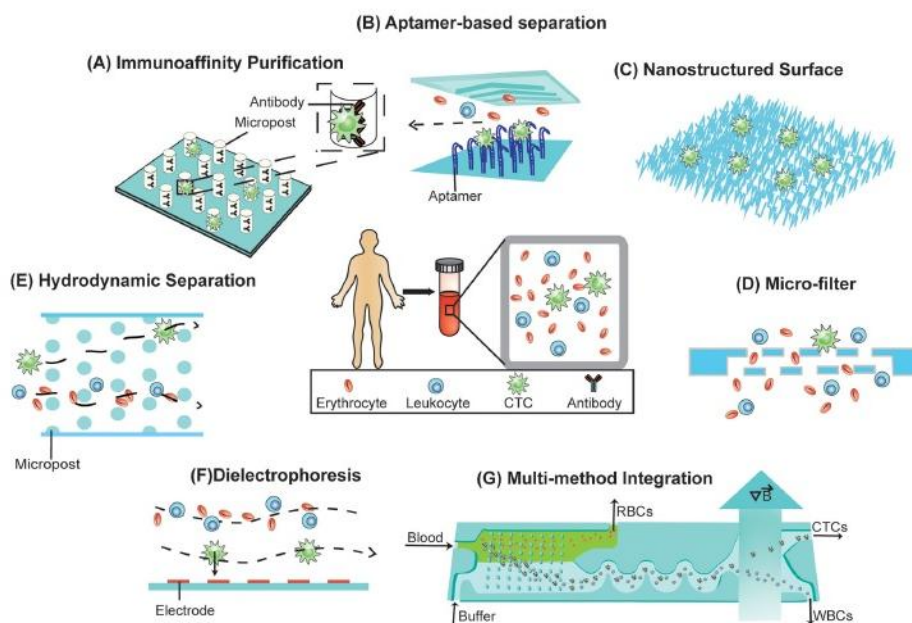 (B) Aptamer-based separation
(A) Immunoaffinity Purification
Antibody
Micropost
Aptamer
(C) Nanostructured Surface
(E) Hydrodynamic Separation
Micropost
Erythrocyte Leukocyte CTC Antibody
(D) Micro-filter
(F)Dielectrophoresis
Electrode
(G) Multi-method Integration
RBCs
∇B⃗
Blood
CTCs
Buffer
WBCs